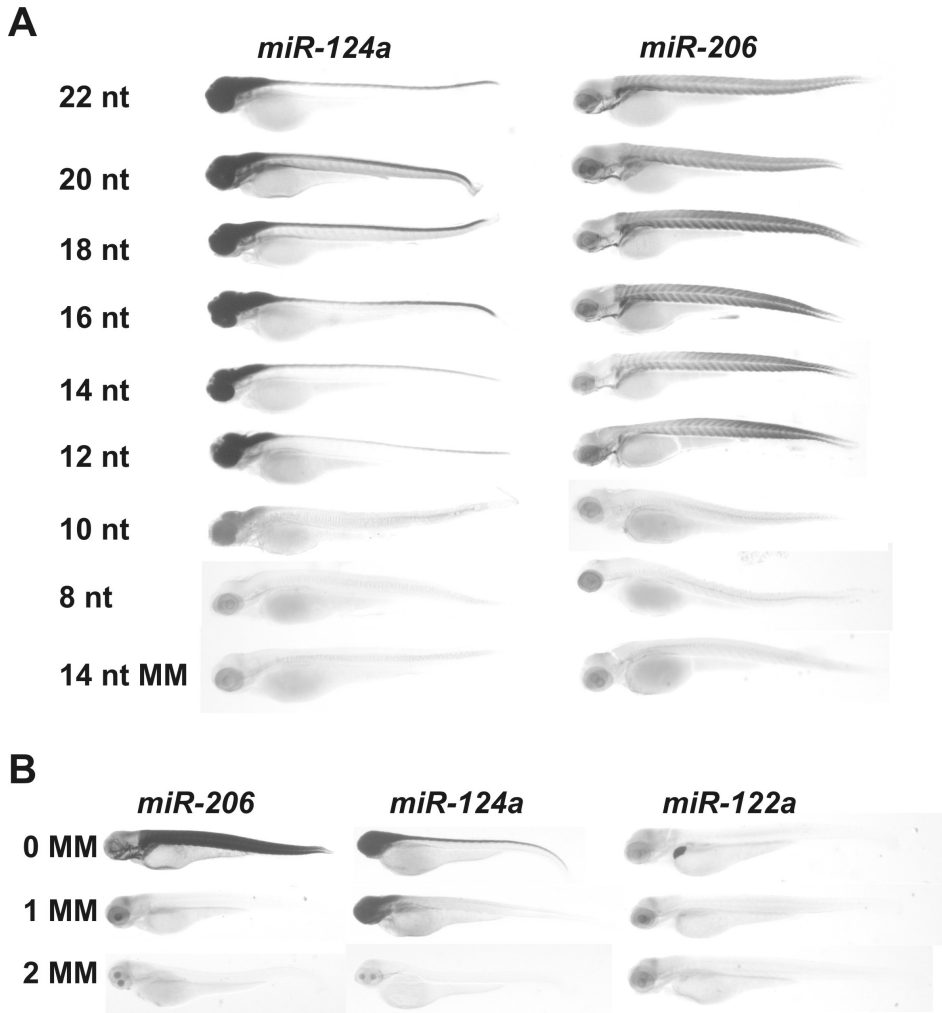 A
miR-124a miR-206
22 nt
20 nt
18 nt
16 nt
14 nt
12 nt
10 nt
8 nt
14 nt MM
B
miR-206 miR-124a miR-122a
0 MM
1 MM
2 MM